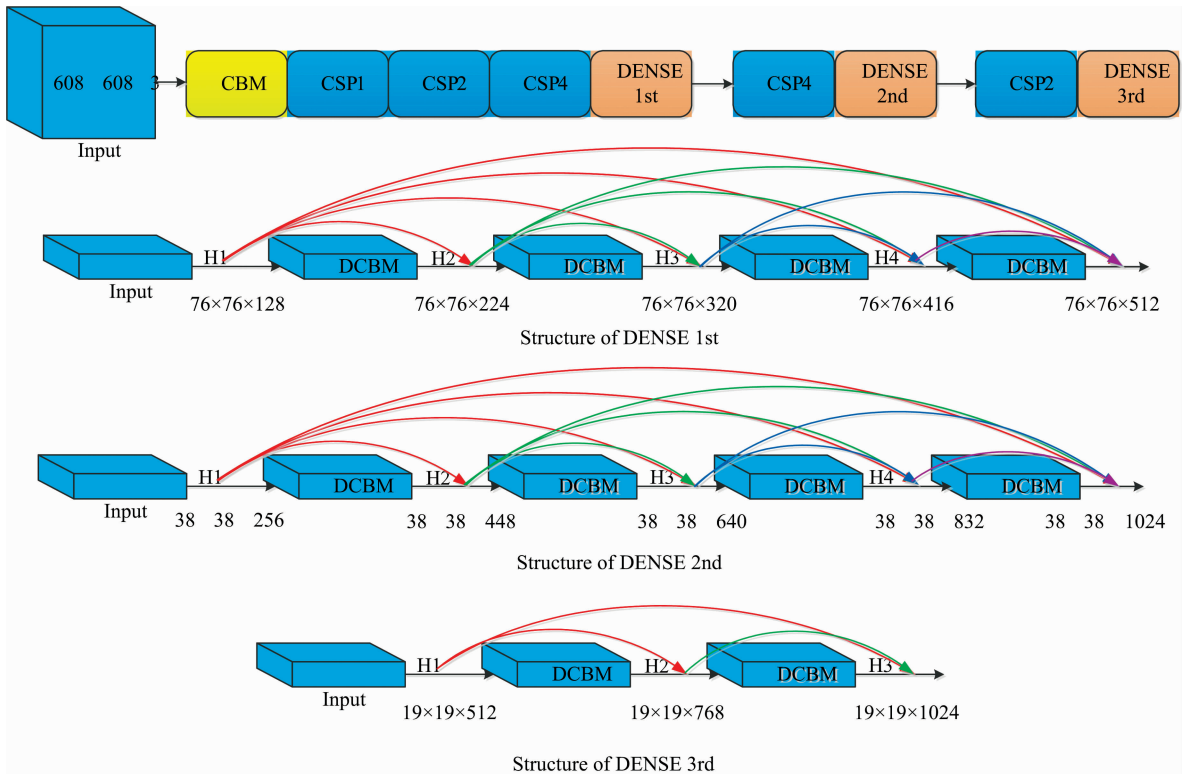 608 608 3
CBM
CSP1
CSP2
CSP4
DENSE
1st
CSP4
DENSE
2nd
CSP2
DENSE
3rd
Input
H1
DCBM
H2
DCBM
H3
DCBM
H4
DCBM
Input
76×76×128
76×76×224
76×76×320
76×76×416
76×76×512
Structure of DENSE 1st
H1
DCBM
H2
DCBM
H3
DCBM
H4
DCBM
Input
38 38 256
38 38 448
38 38 640
38 38 832
38 38 1024
Structure of DENSE 2nd
H1
DCBM
H2
DCBM
H3
Input
19×19×512
19×19×768
19×19×1024
Structure of DENSE 3rd